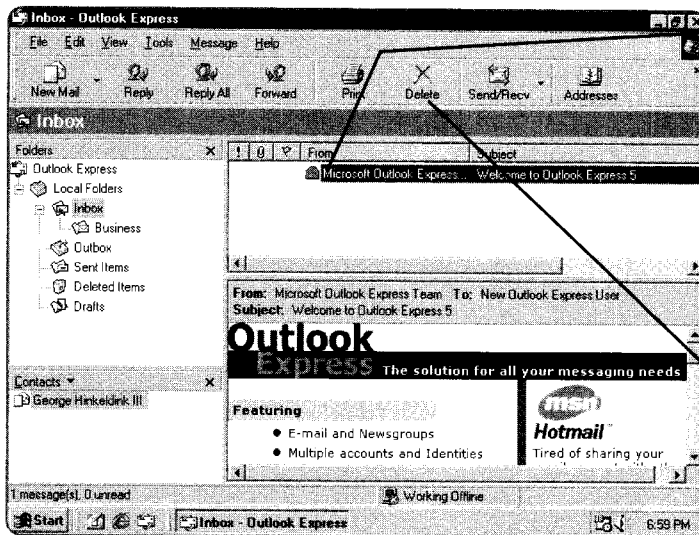 Inbox - Outlook Express
File Edit View Tools Message Help
New Mail Reply Reply All Forward Print Delete Send/Recv Addresses
Inbox
Folders
! From Subject
Outlook Express
Microsoft Outlook Express... Welcome to Outlook Express 5
Local Folders
Inbox
Business
Outbox
Sent Items
Deleted Items
Drafts
From: Microsoft Outlook Express Team To: New Outlook Express User
Subject: Welcome to Outlook Express 5
Outlook
Express The solution for all your messaging needs
Contacts
George Hinkeldink III
Featuring
• E-mail and Newsgroups
• Multiple accounts and Identities
msn
Hotmail™
Tired of sharing your
1 message(s), 0 unread Working Offline
Start Inbox - Outlook Express 6:59 PM